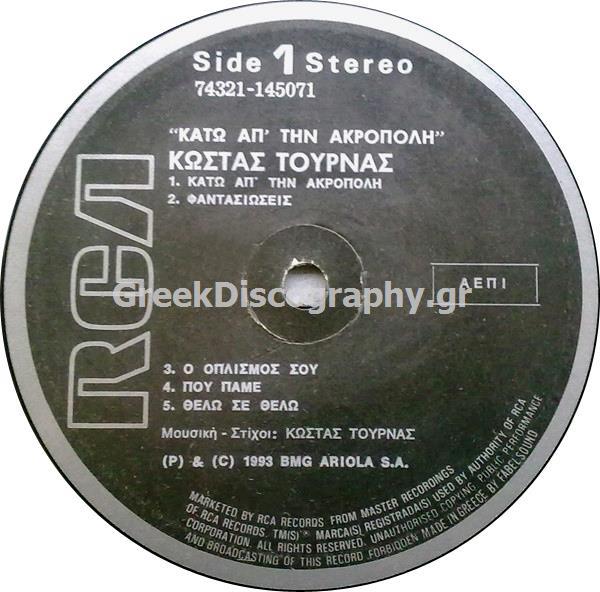 Side 1 Stereo
74321-145071
"ΚΑΤΩ ΑΠ' ΤΗΝ ΑΚΡΟΠΟΛΗ"
ΚΩΣΤΑΣ ΤΟΥΡΝΑΣ
1. ΚΑΤΩ ΑΠ' ΤΗΝ ΑΚΡΟΠΟΛΗ
2. ΦΑΝΤΑΣΙΩΣΕΙΣ
RCA
ΑΕΠΙ
GreekDiscography.gr
3. Ο ΟΠΛΙΣΜΟΣ ΣΟΥ
4. ΠΟΥ ΠΑΜΕ
5. ΘΕΛΩ ΣΕ ΘΕΛΩ
Μουσική - Στίχοι: ΚΩΣΤΑΣ ΤΟΥΡΝΑΣ
(P) & (C) 1993 BMG ARIOLA S.A.
MARKETED BY RCA RECORDS FROM MASTER RECORDINGS
OF RCA RECORDS. TM(S) ® MARCA(S) REGISTRADA(S) USED BY AUTHORITY OF RCA
CORPORATION. ALL RIGHTS RESERVED. UNAUTHORISED COPYING PUBLIC PERFORMANCE
AND BROADCASTING OF THIS RECORD FORBIDDEN MADE IN GREECE BY FABELSOUND